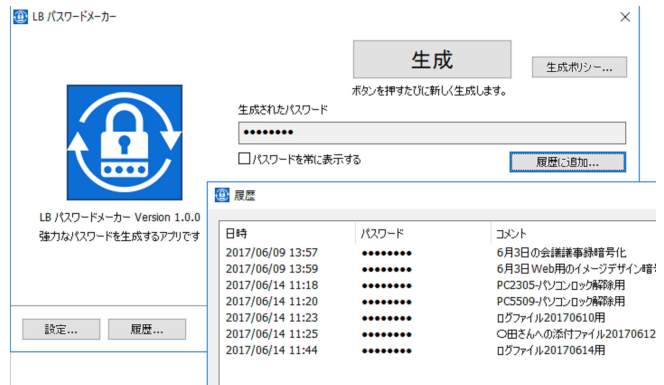 LB パスワードメーカー
生成
生成ポリシー...
ボタンを押すたびに新しく生成します。
生成されたパスワード
●●●●●●●●
パスワードを常に表示する
履歴に追加...
LB パスワードメーカー Version 1.0.0
強力なパスワードを生成するアプリです
設定...
履歴...
履歴
日時 パスワード コメント
2017/06/09 13:57 ●●●●●●●● 6月3日の会議議事録暗号化
2017/06/09 13:59 ●●●●●●●● 6月3日Web用のイメージデザイン暗号
2017/06/14 11:18 ●●●●●●●● PC2305-パソコンロック解除用
2017/06/14 11:20 ●●●●●●●● PC5509-パソコンロック解除用
2017/06/14 11:23 ●●●●●●●● ログファイル20170610用
2017/06/14 11:25 ●●●●●●●● 〇田さんへの添付ファイル20170612
2017/06/14 11:44 ●●●●●●●● ログファイル20170614用